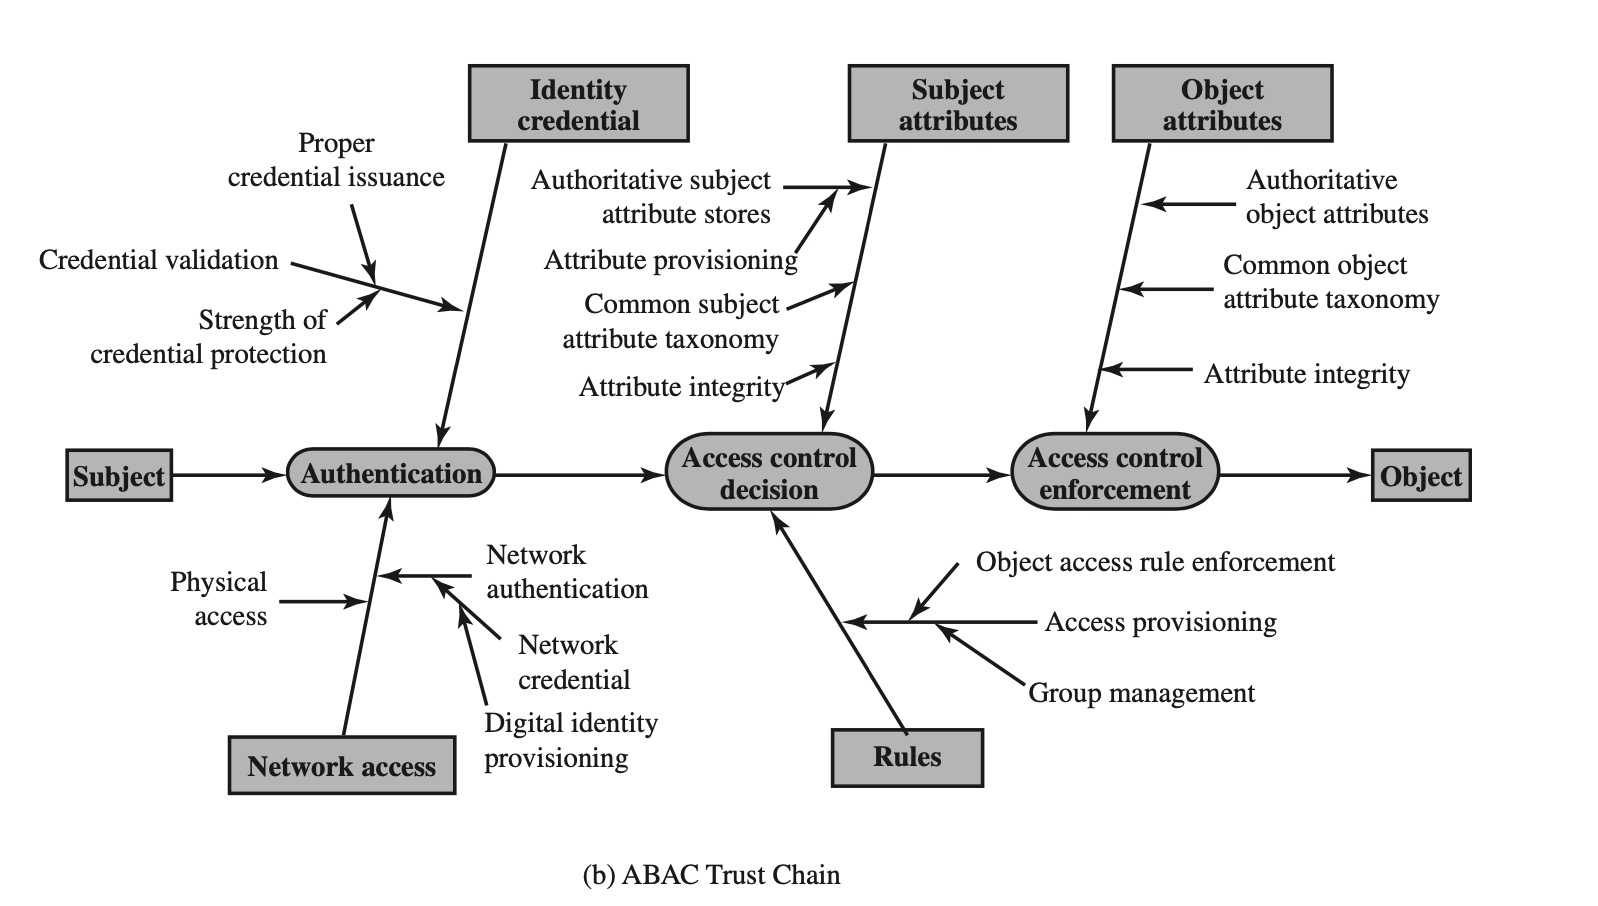 Identity
credential
Subject
attributes
Object
attributes
Proper
credential issuance
Credential validation
Strength of
credential protection
Authoritative subject
attribute stores
Attribute provisioning
Common subject
attribute taxonomy
Attribute integrity
Authoritative
object attributes
Common object
attribute taxonomy
Attribute integrity
Subject
Authentication
Access control
decision
Access control
enforcement
Object
Physical
access
Network
authentication
Network
credential
Digital identity
provisioning
Network access
Object access rule enforcement
Access provisioning
Group management
Rules
(b) ABAC Trust Chain